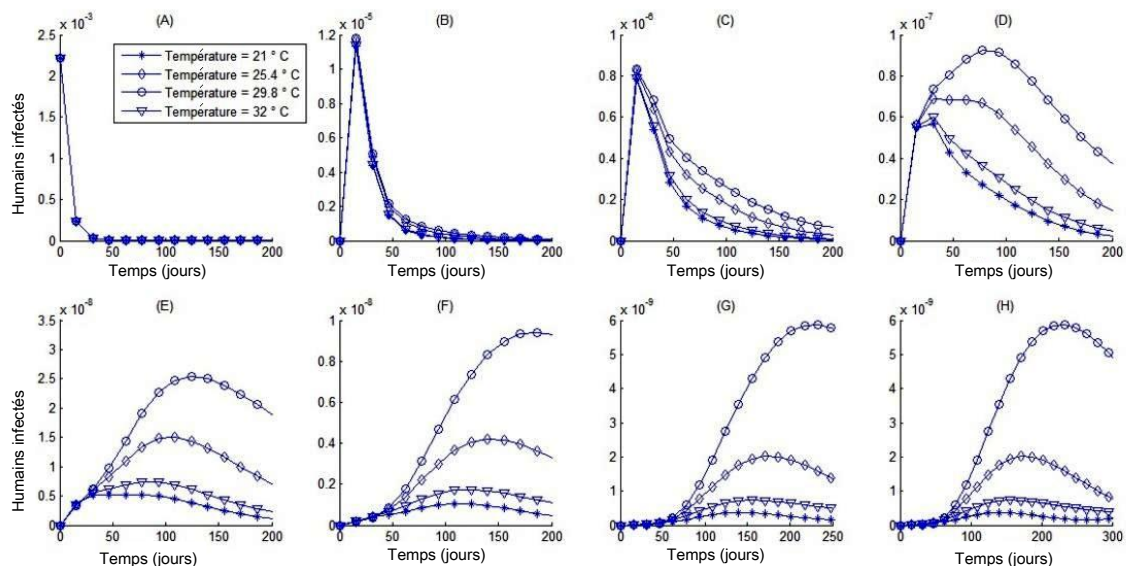 (A)
x 10⁻³
2.5
2
1.5
1
0.5
0
0 50 100 150 200
Humains infectés
Temps (jours)
Température = 21 ° C
Température = 25.4 ° C
Température = 29.8 ° C
Température = 32 ° C
(B)
x 10⁻⁵
1.2
1
0.8
0.6
0.4
0.2
0
0 50 100 150 200
Temps (jours)
(C)
1
0.8
0.6
0.4
0.2
0
0 50 100 150 200
Temps (jours)
(D)
x 10⁻⁷
1
0.8
0.6
0.4
0.2
0
0 50 100 150 200
Temps (jours)
(E)
x 10⁻⁸
3.5
3
2.5
2
1.5
1
0.5
0
0 50 100 150 200
Humains infectés
Temps (jours)
(F)
x 10⁻⁸
1
0.8
0.6
0.4
0.2
0
0 50 100 150 200
Temps (jours)
(G)
x 10⁻⁹
6
5
4
3
2
1
0
0 50 100 150 200 250
Temps (jours)
(H)
x 10⁻⁹
6
5
4
3
2
1
0
0 100 200 300
Temps (jours)